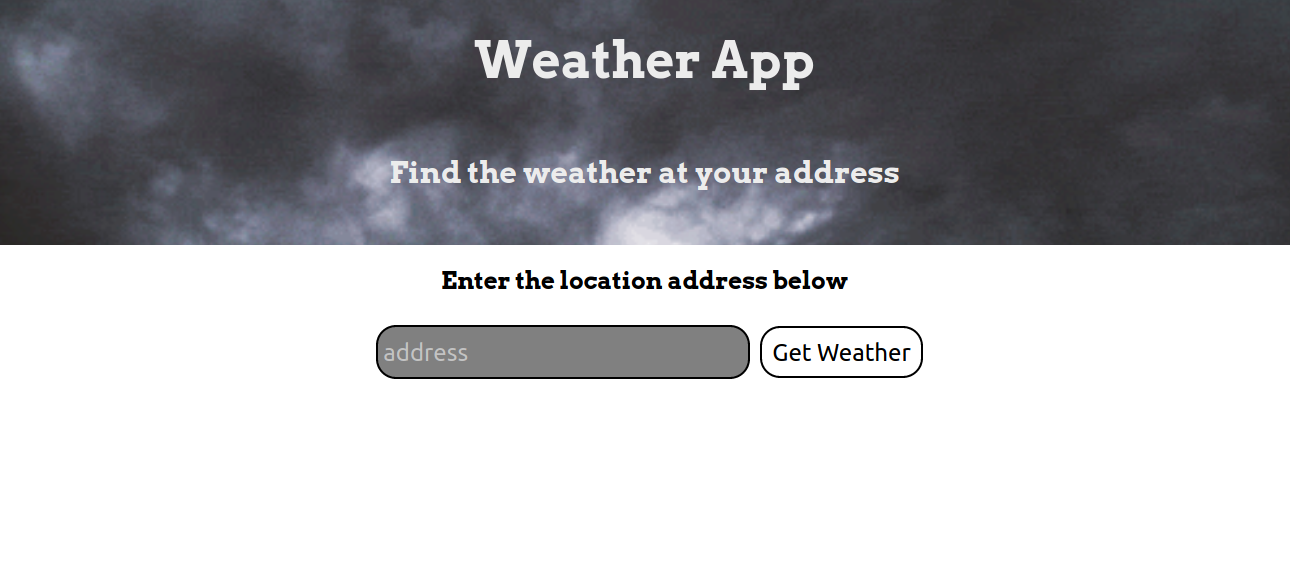 Weather App
Find the weather at your address
Enter the location address below
address
Get Weather